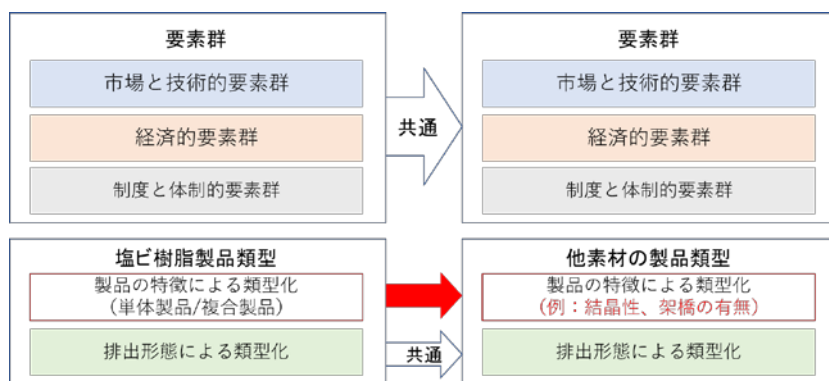 要素群
市場と技術的要素群
経済的要素群
制度と体制的要素群
共通
要素群
市場と技術的要素群
経済的要素群
制度と体制的要素群
塩ビ樹脂製品類型
製品の特徴による類型化
(単体製品/複合製品)
排出形態による類型化
共通
他素材の製品類型
製品の特徴による類型化
(例：結晶性、架橋の有無)
排出形態による類型化